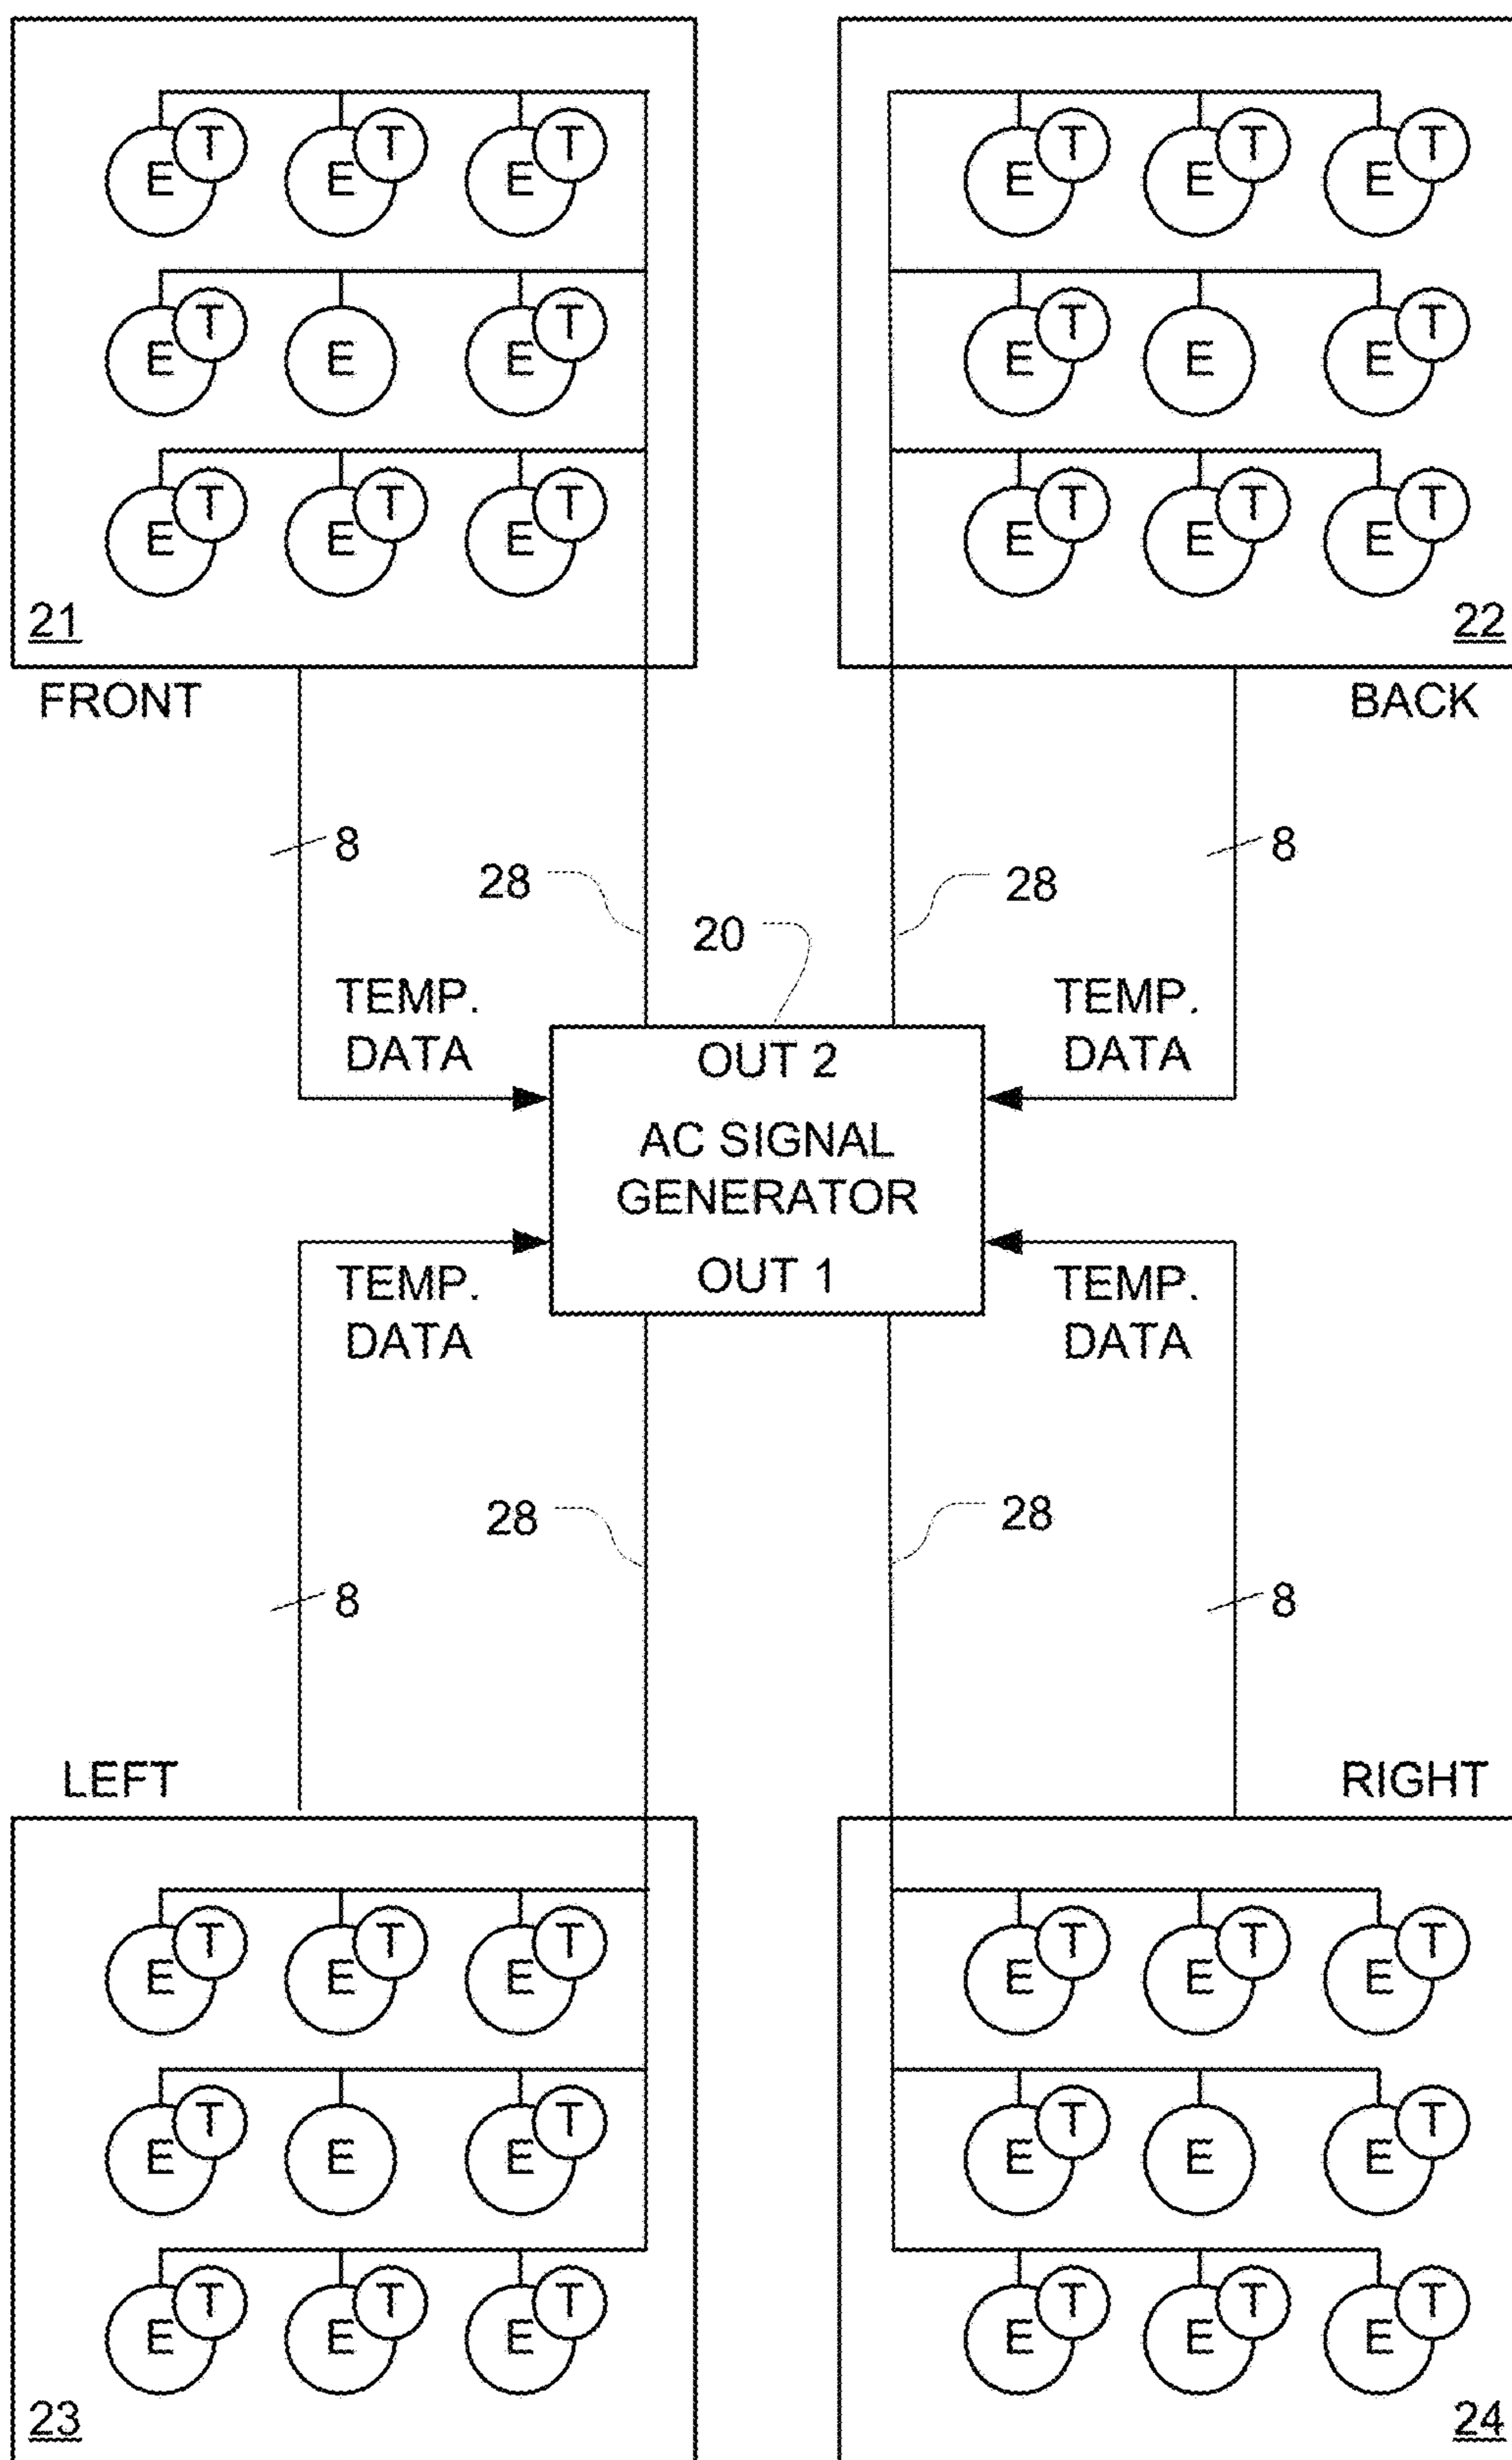 T T T T T T
E E E E E E
T T T T
E E E E E E
T T T T T T
E E E E E E
21 22
FRONT BACK
8 8
28 28
20
TEMP. TEMP.
DATA DATA
OUT 2
AC SIGNAL
GENERATOR
OUT 1
TEMP. TEMP.
DATA DATA
28 28
8 8
LEFT RIGHT
T T T T T T
E E E E E E
T T T T
E E E E E E
T T T T T T
E E E E E E
23 24